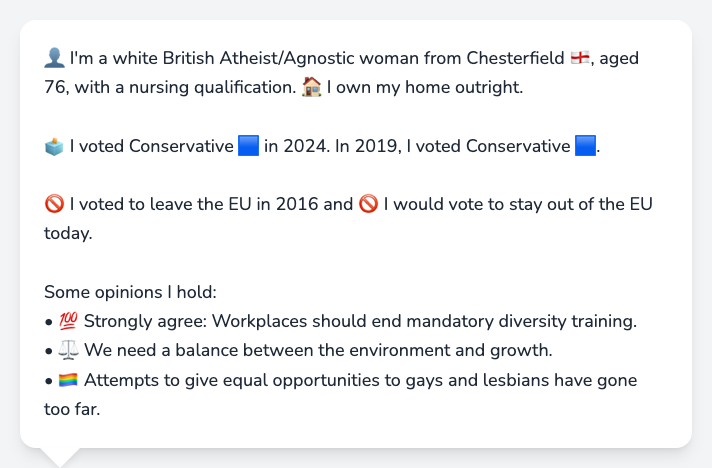 👤 I'm a white British Atheist/Agnostic woman from Chesterfield 🏴󠁧󠁢󠁥󠁮󠁧󠁿, aged
76, with a nursing qualification. 🏠 I own my home outright.
🗳️ I voted Conservative 🟦 in 2024. In 2019, I voted Conservative 🟦.
🚫 I voted to leave the EU in 2016 and 🚫 I would vote to stay out of the EU
today.
Some opinions I hold:
• 💯 Strongly agree: Workplaces should end mandatory diversity training.
• ⚖️ We need a balance between the environment and growth.
• 🏳️‍🌈 Attempts to give equal opportunities to gays and lesbians have gone
too far.